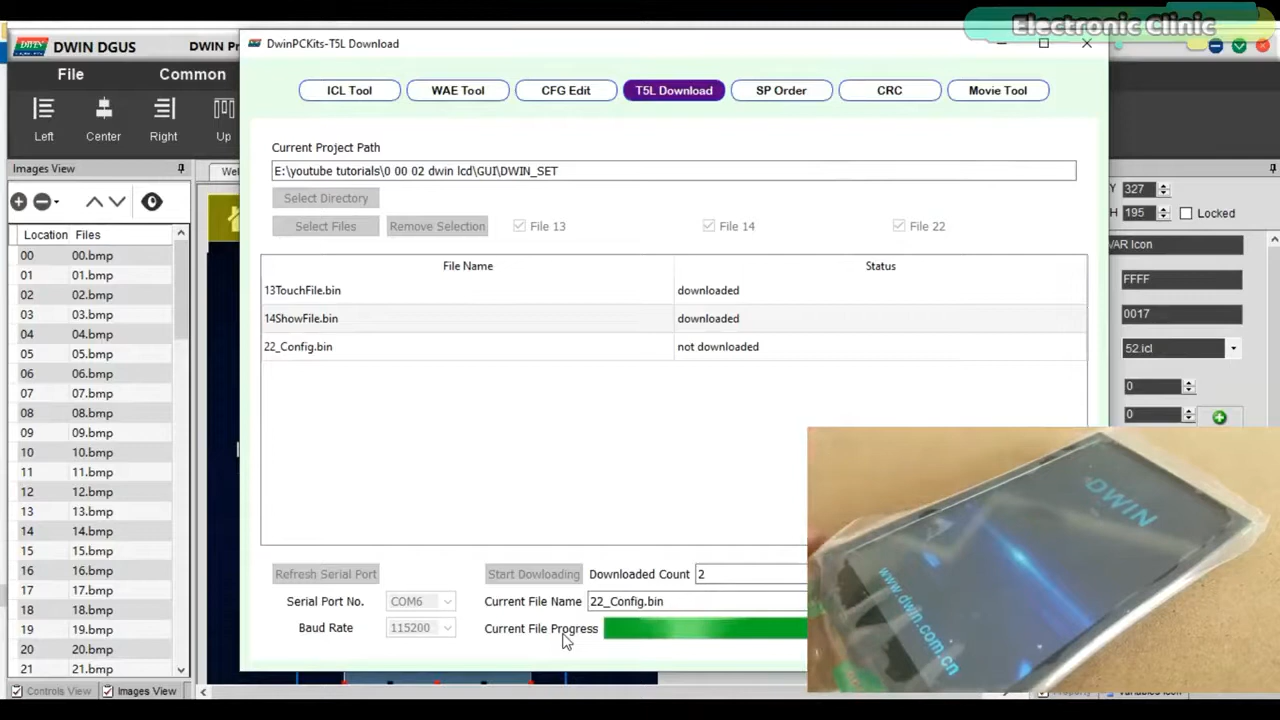 Electronic Clinic
DWIN DGUS
DWIN Pr
DwinPCKits-T5L Download
File
Common
ICL Tool
WAE Tool
CFG Edit
T5L Download
SP Order
CRC
Movie Tool
Left
Center
Right
Up
Current Project Path
E:\youtube tutorials\0 00 02 dwin lcd\GUI\DWIN_SET
Images View
Wel
Select Directory
Select Files
Remove Selection
File 13
File 14
File 22
Y 327
H 195
Locked
Location Files
File Name
Status
VAR Icon
00 00.bmp
01 01.bmp
02 02.bmp
03 03.bmp
04 04.bmp
05 05.bmp
06 06.bmp
07 07.bmp
08 08.bmp
09 09.bmp
10 10.bmp
11 11.bmp
12 12.bmp
13 13.bmp
14 14.bmp
15 15.bmp
16 16.bmp
17 17.bmp
18 18.bmp
19 19.bmp
20 20.bmp
21 21.bmp
13TouchFile.bin downloaded
14ShowFile.bin downloaded
22_Config.bin not downloaded
FFFF
0017
52.icl
0
0
Refresh Serial Port
Start Dowloading
Downloaded Count 2
Serial Port No. COM6
Current File Name 22_Config.bin
Baud Rate 115200
Current File Progress
DWIN
www.dwin.com.cn
Controls View
Images View